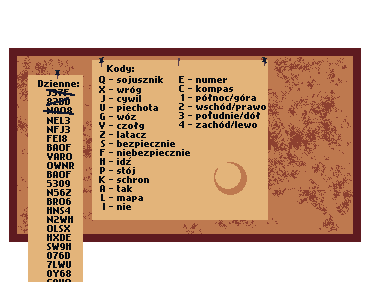 Dzienne:
NEL3
NFJ3
FEI8
BAOF
YARO
OWNR
BAOF
5309
N562
BRO6
HNS4
N2WH
OLSX
HXDE
SW9H
076D
7LWU
0Y68
Kody:
Q - sojusznik
X - wróg
J - cywil
U - piechota
G - wóz
Y - czołg
Z - latacz
S - bezpiecznie
F - niebezpiecznie
H - idź
P - stój
K - schron
A - tak
L - mapa
I - nie
E - numer
C - kompas
1 - północ/góra
2 - wschód/prawo
3 - południe/dół
4 - zachód/lewo